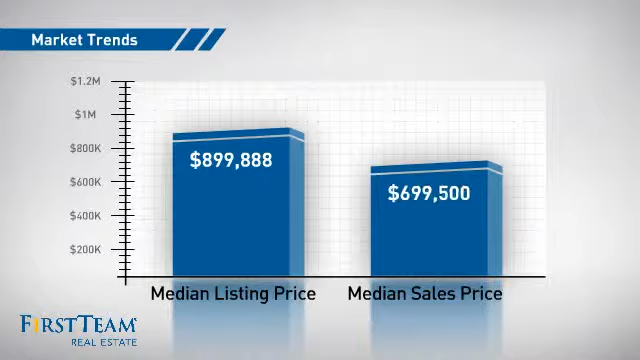 Market Trends
$1.2M
$1M
$800K
$600K
$400K
$200K
$899,888
$699,500
Median Listing Price
Median Sales Price
FIRSTTEAM®
REAL ESTATE